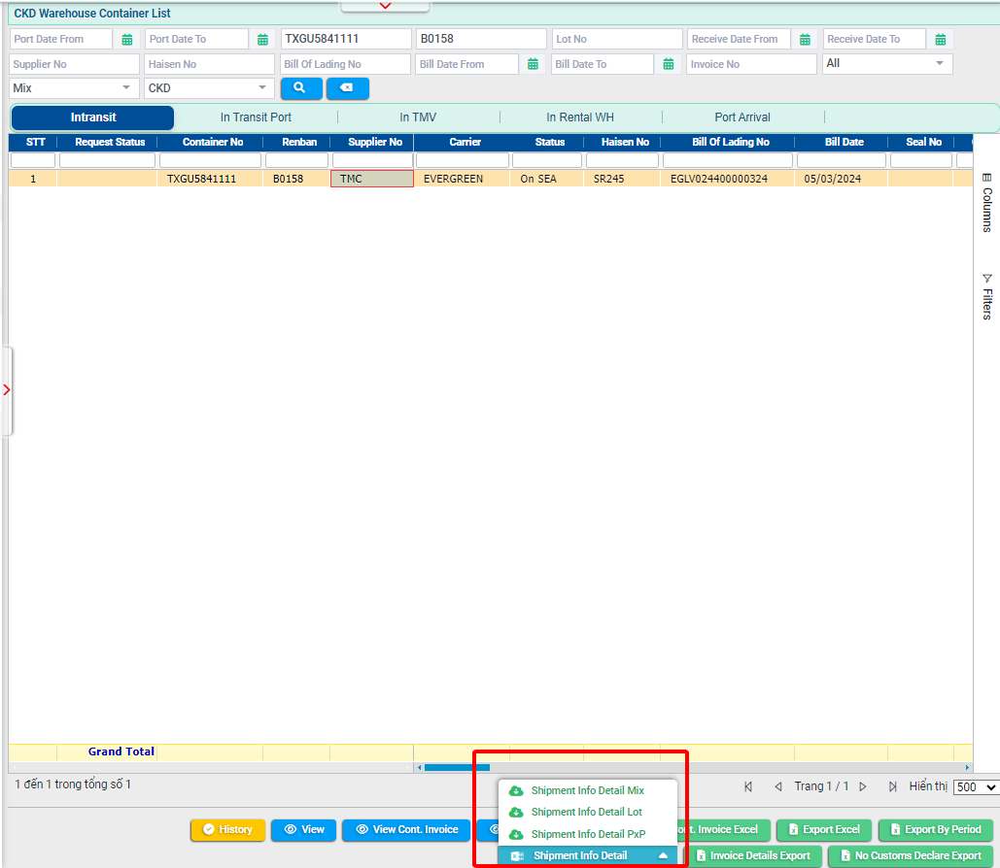 CKD Warehouse Container List
Port Date From Port Date To TXGU5841111 B0158 Lot No Receive Date From Receive Date To
Supplier No Haisen No Bill Of Lading No Bill Date From Bill Date To Invoice No All
Mix CKD
Intransit In Transit Port In TMV In Rental WH Port Arrival
STT Request Status Container No Renban Supplier No Carrier Status Haisen No Bill Of Lading No Bill Date Seal No
1 TXGU5841111 B0158 TMC EVERGREEN On SEA SR245 EGLV024400000324 05/03/2024
Columns
Filters
Grand Total
1 đến 1 trong tổng số 1 Trang 1 / 1 Hiển thị 500
Shipment Info Detail Mix
Shipment Info Detail Lot
Shipment Info Detail PxP
History View View Cont. Invoice Invoice Excel Export Excel Export By Period
Shipment Info Detail Invoice Details Export No Customs Declare Export